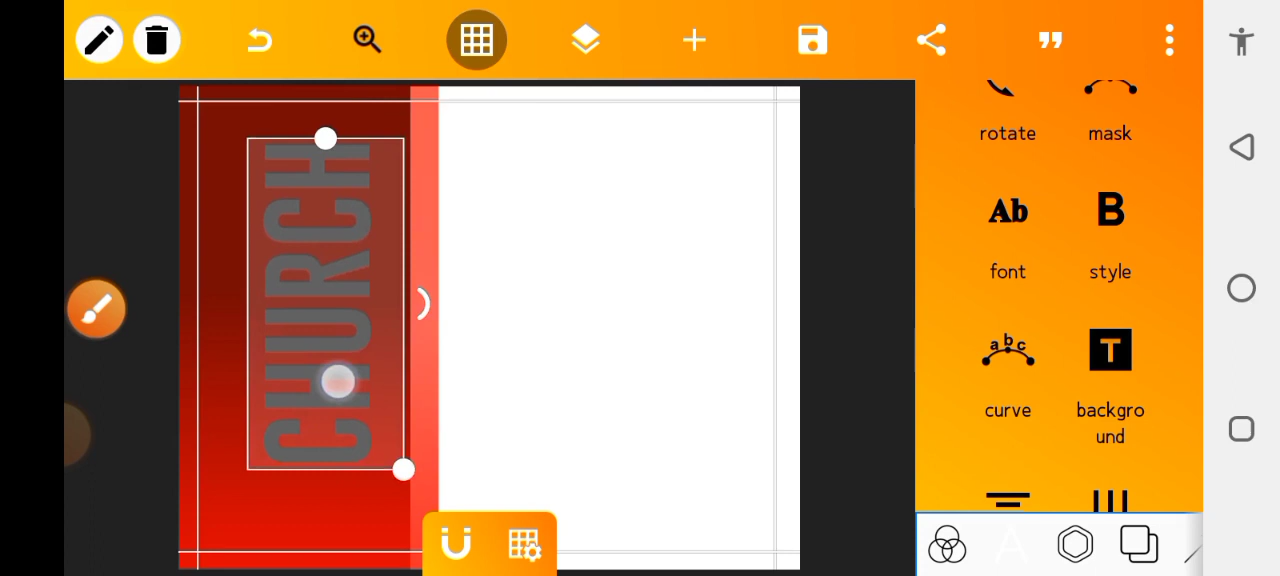 CHURCH
rotate
mask
Ab
B
font
style
abc
T
curve
backgro
und
A